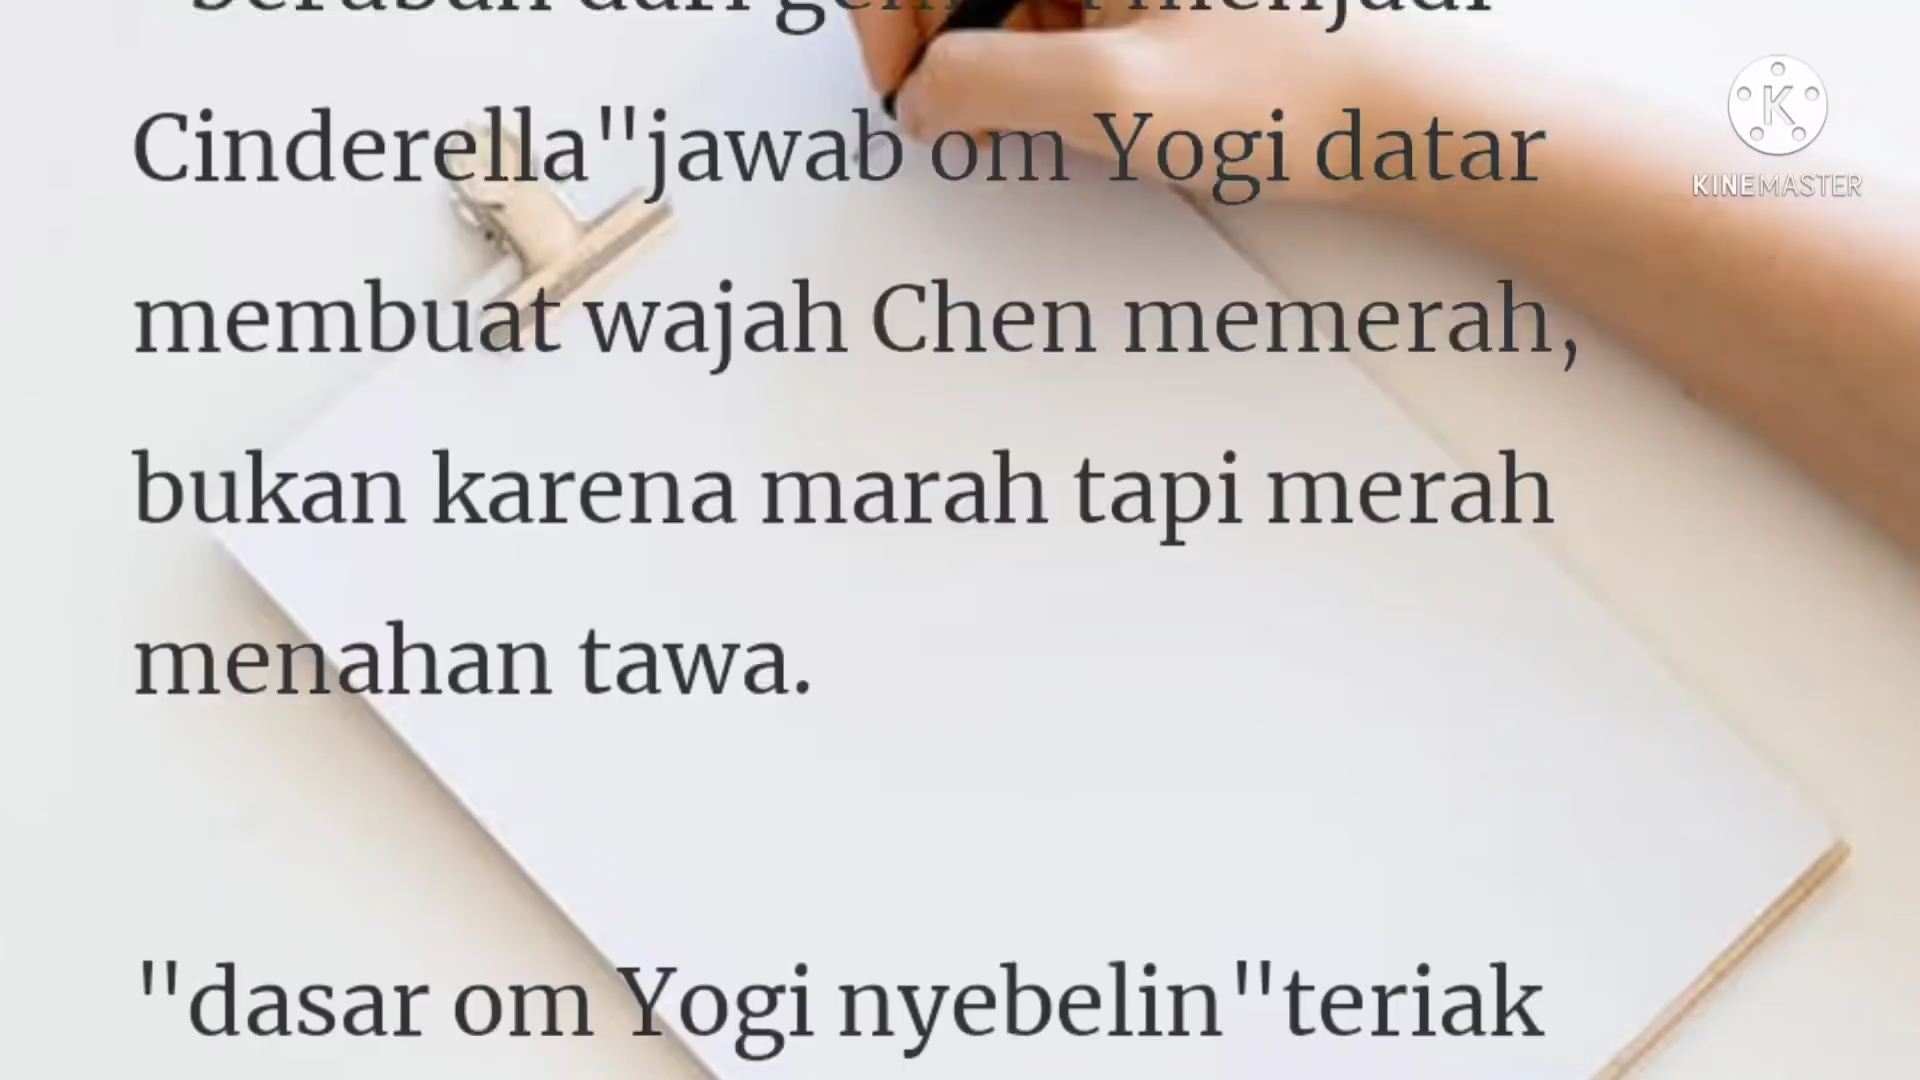 menjadi
Cinderella"jawab om Yogi datar
membuat wajah Chen memerah,
bukan karena marah tapi merah
menahan tawa.
"dasar om Yogi nyebelin"teriak
KINEMASTER